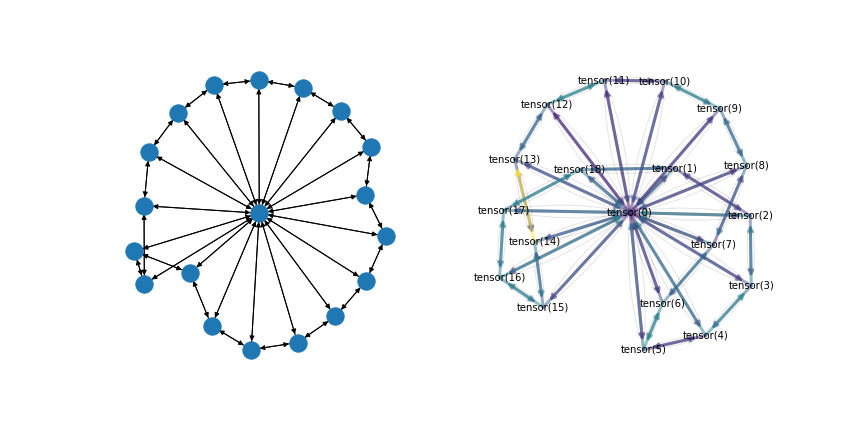 tensor(11) tensor(10)
tensor(12)
tensor(9)
tensor(13)
tensor(18) tensor(1) tensor(8)
tensor(17) tensor(0) tensor(2)
tensor(14) tensor(7)
tensor(16)
tensor(3)
tensor(15) tensor(6)
tensor(4)
tensor(5)